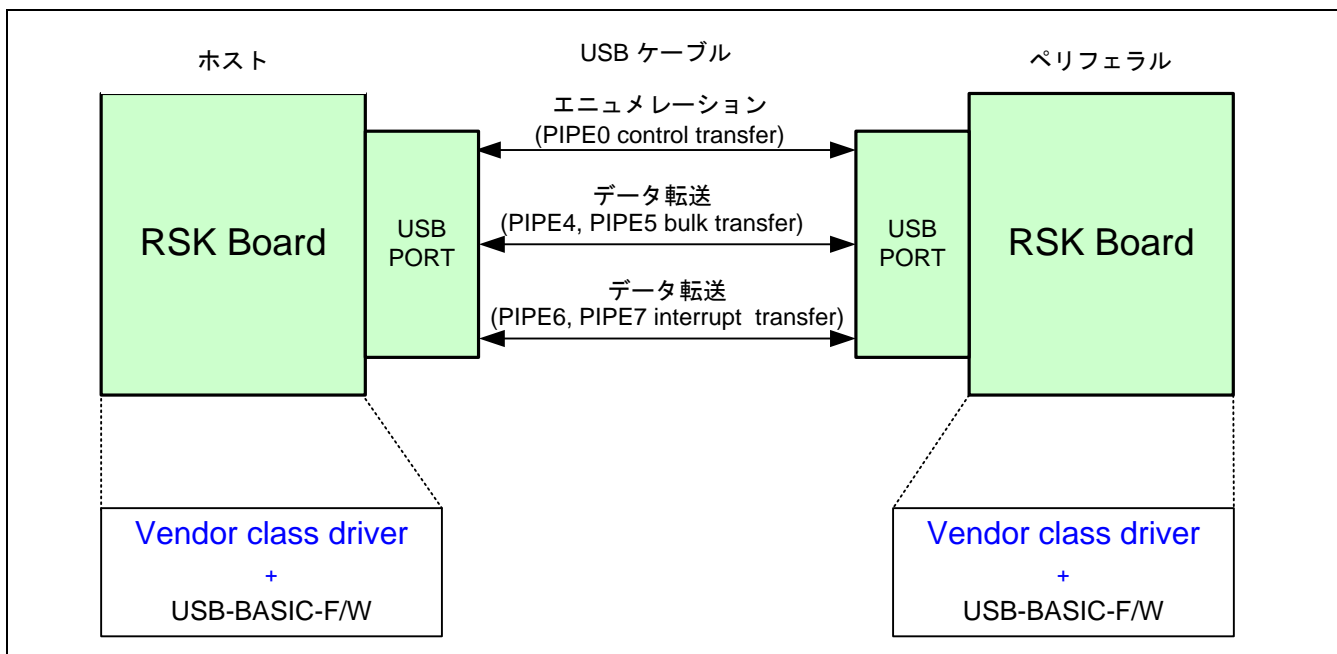 ホスト
USB ケーブル
ペリフェラル
エニュメレーション
(PIPE0 control transfer)
データ転送
(PIPE4, PIPE5 bulk transfer)
データ転送
(PIPE6, PIPE7 interrupt transfer)
RSK Board
USB
PORT
USB
PORT
RSK Board
Vendor class driver
+
USB-BASIC-F/W
Vendor class driver
+
USB-BASIC-F/W